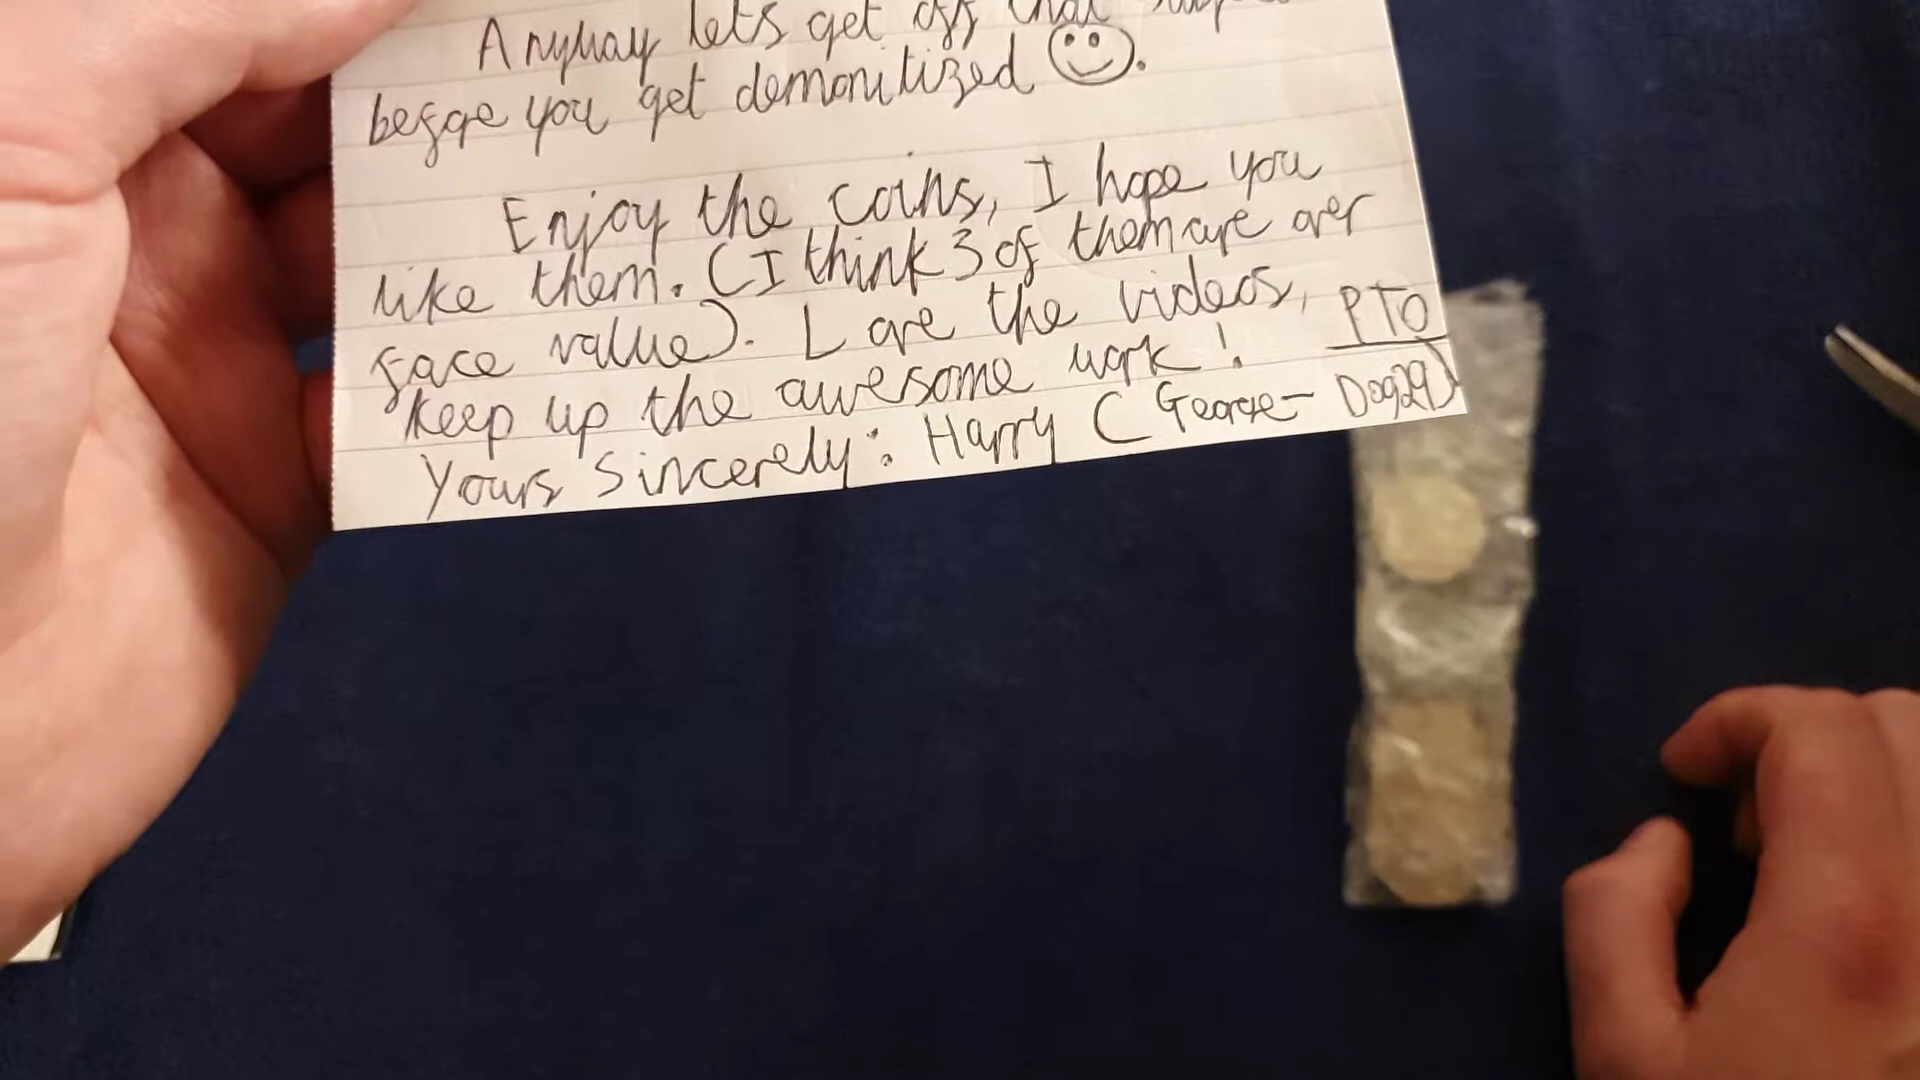 Anyway lets get off that
before you get demonitized
Enjoy the coins, I hope you
like them. (I think 3 of them are over
face value). Love the videos,
keep up the awesome work!
PTO
Yours Sincerely: Harry ( George-Dog29)